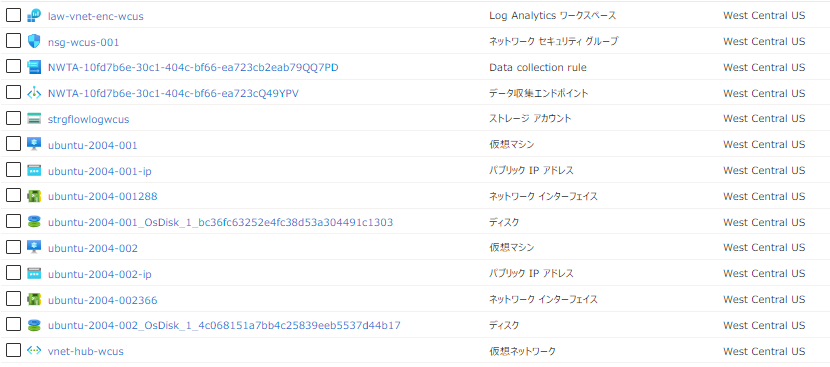 law-vnet-enc-wcus Log Analytics ワークスペース West Central US
nsg-wcus-001 ネットワーク セキュリティ グループ West Central US
NWTA-10fd7b6e-30c1-404c-bf66-ea723cb2eab79QQ7PD Data collection rule West Central US
NWTA-10fd7b6e-30c1-404c-bf66-ea723cQ49YPV データ収集エンドポイント West Central US
strgflowlogwcus ストレージ アカウント West Central US
ubuntu-2004-001 仮想マシン West Central US
ubuntu-2004-001-ip パブリック IP アドレス West Central US
ubuntu-2004-001288 ネットワーク インターフェイス West Central US
ubuntu-2004-001_OsDisk_1_bc36fc63252e4fc38d53a304491c1303 ディスク West Central US
ubuntu-2004-002 仮想マシン West Central US
ubuntu-2004-002-ip パブリック IP アドレス West Central US
ubuntu-2004-002366 ネットワーク インターフェイス West Central US
ubuntu-2004-002_OsDisk_1_4c068151a7bb4c25839eeb5537d44b17 ディスク West Central US
vnet-hub-wcus 仮想ネットワーク West Central US